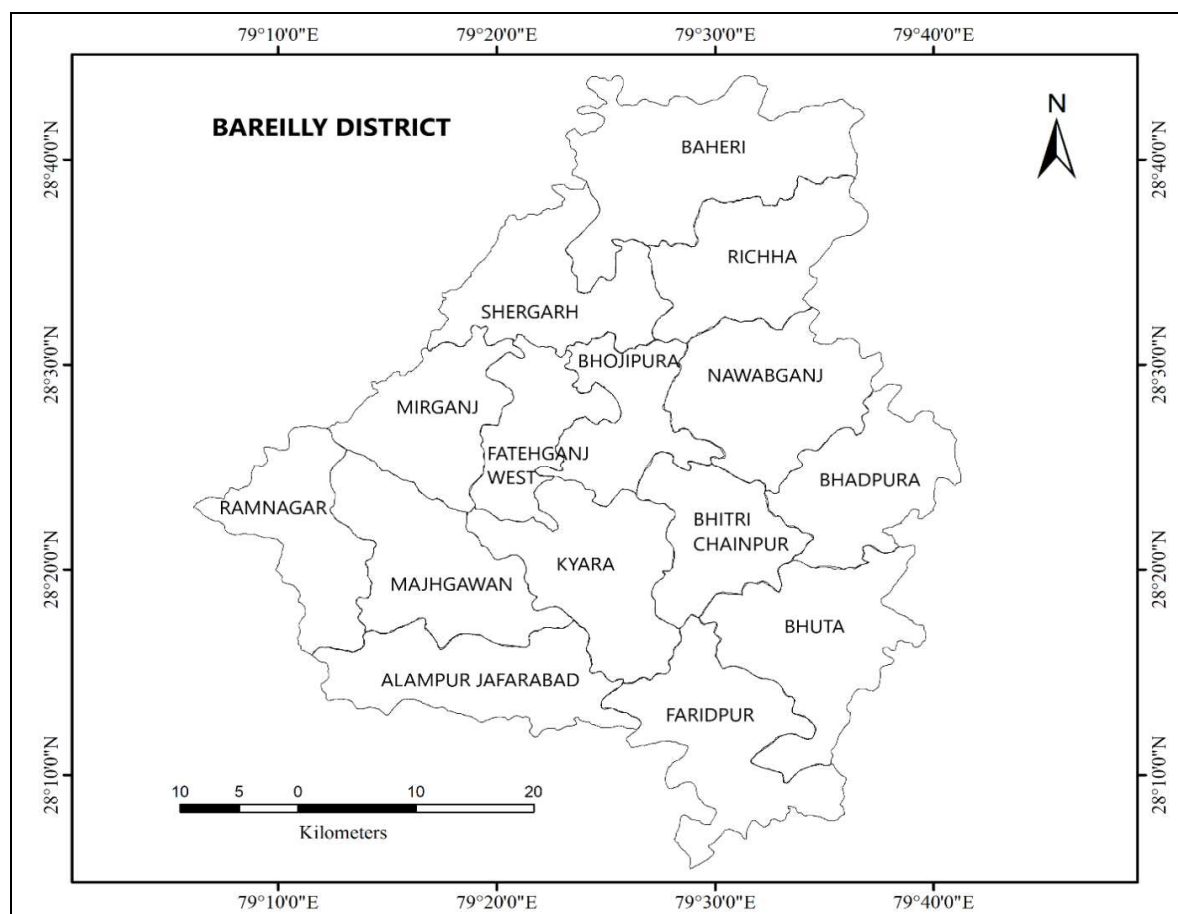 79°10'0"E 79°20'0"E 79°30'0"E 79°40'0"E
BAREILLY DISTRICT
N
28°40'0"N
28°40'0"N
BAHERI
RICHHA
SHERGARH
28°30'0"N
28°30'0"N
BHOJIPURA
NAWABGANJ
MIRGANJ
FATEHGANJ
WEST
BHADPURA
RAMNAGAR
BHITRI
CHAINPUR
28°20'0"N
28°20'0"N
KYARA
MAJHGAWAN
BHUTA
ALAMPUR JAFARABAD
FARIDPUR
28°10'0"N
28°10'0"N
10 5 0 10 20
Kilometers
79°10'0"E 79°20'0"E 79°30'0"E 79°40'0"E